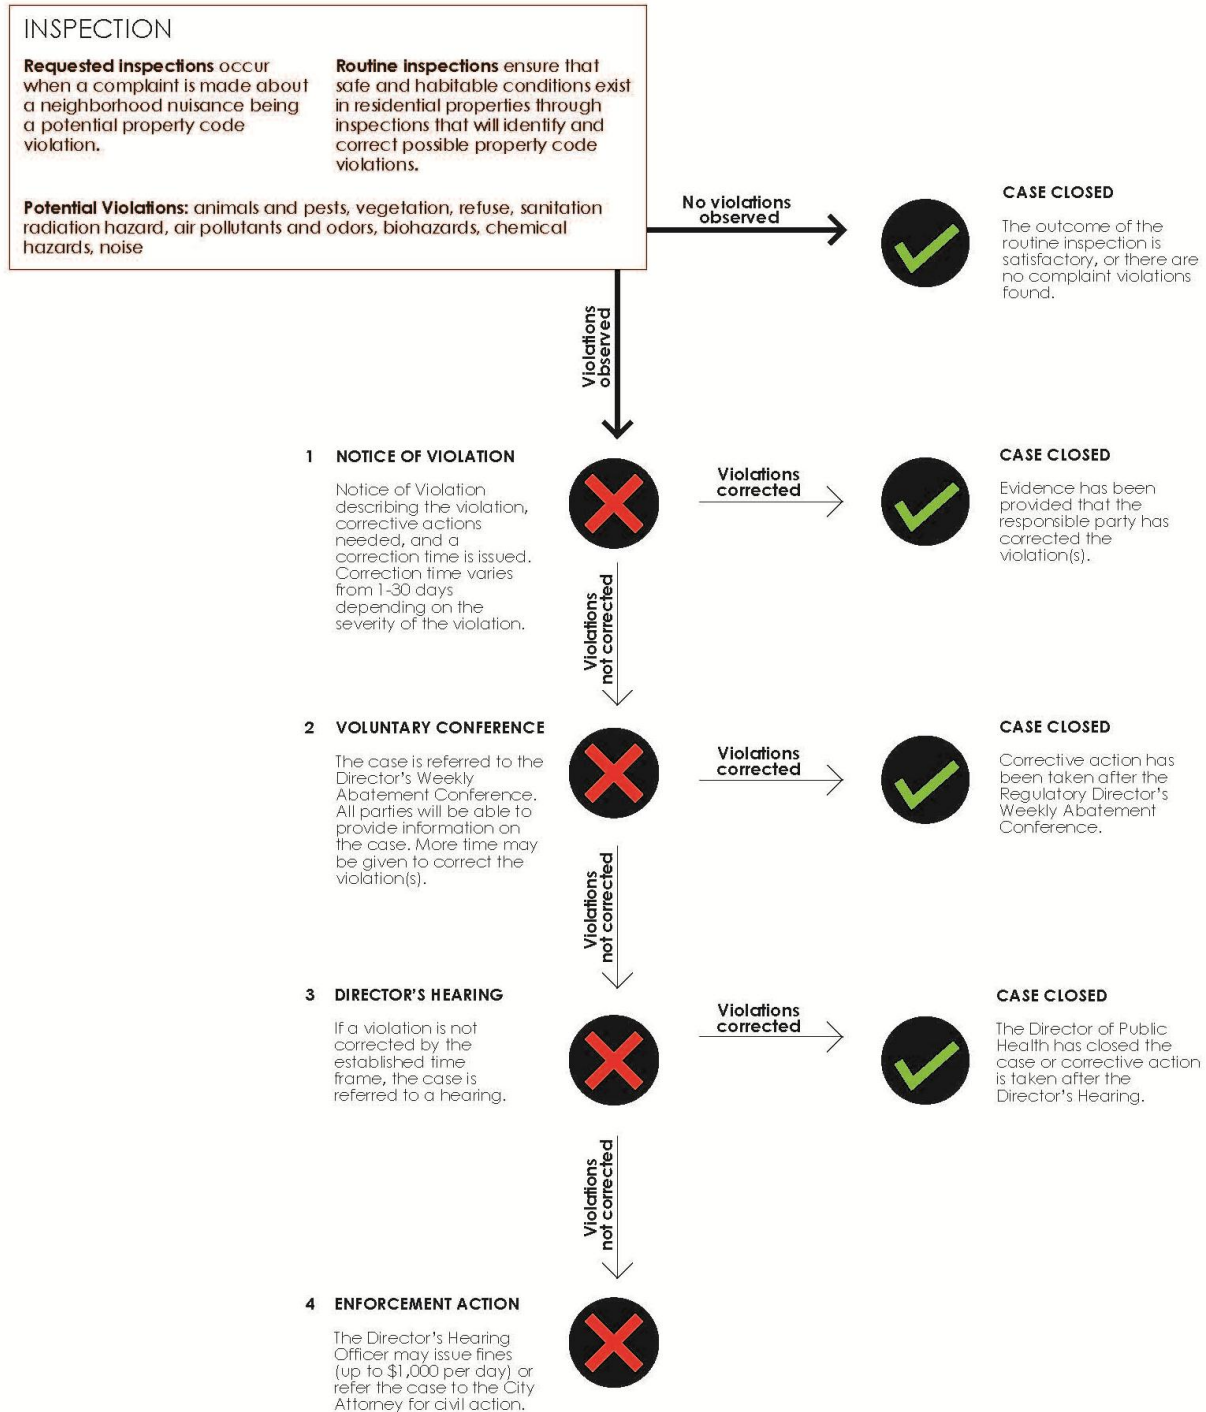 INSPECTION
Requested inspections occur
when a complaint is made about
a neighborhood nuisance being
a potential property code
violation.
Routine inspections ensure that
safe and habitable conditions exist
in residential properties through
inspections that will identify and
correct possible property code
violations.
Potential Violations: animals and pests, vegetation, refuse, sanitation
radiation hazard, air pollutants and odors, biohazards, chemical
hazards, noise
No violations
observed
CASE CLOSED
The outcome of the
routine inspection is
satisfactory, or there are
no complaint violations
found.
Violations
observed
1 NOTICE OF VIOLATION
Notice of Violation
describing the violation,
corrective actions
needed, and a
correction time is issued.
Correction time varies
from 1-30 days
depending on the
severity of the violation.
Violations
corrected
CASE CLOSED
Evidence has been
provided that the
responsible party has
corrected the
violation(s).
Violations
not corrected
2 VOLUNTARY CONFERENCE
The case is referred to the
Director's Weekly
Abatement Conference.
All parties will be able to
provide information on
the case. More time may
be given to correct the
violation(s).
Violations
corrected
CASE CLOSED
Corrective action has
been taken after the
Regulatory Director's
Weekly Abatement
Conference.
Violations
not corrected
3 DIRECTOR'S HEARING
If a violation is not
corrected by the
established time
frame, the case is
referred to a hearing.
Violations
corrected
CASE CLOSED
The Director of Public
Health has closed the
case or corrective action
is taken after the
Director's Hearing.
Violations
not corrected
4 ENFORCEMENT ACTION
The Director's Hearing
Officer may issue fines
(up to $1,000 per day) or
refer the case to the City
Attorney for civil action.